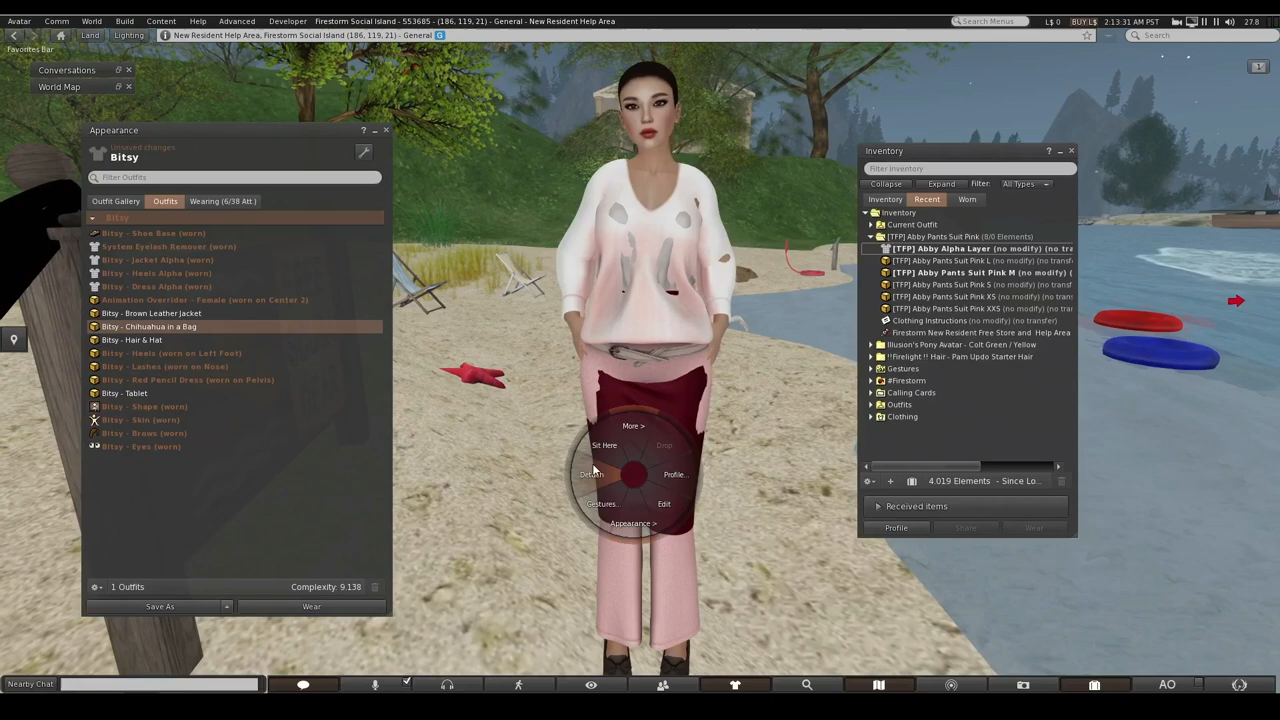 Avatar Comm World Build Content Help Advanced Developer Firestorm Social Island - 553685 - (186, 119, 21) - General - New Resident Help Area Search Menus L$ 0 BUY L$ 2:13:31 AM PST 27.8
Land Lighting New Resident Help Area, Firestorm Social Island (186, 119, 21) - General G Search
Favorites Bar
Conversations
World Map
1
Appearance ?
Unsaved changes
Bitsy
Filter Outfits
Outfit Gallery Outfits Wearing (6/38 Att.)
Bitsy
Bitsy - Shoe Base (worn)
System Eyelash Remover (worn)
Bitsy - Jacket Alpha (worn)
Bitsy - Heels Alpha (worn)
Bitsy - Dress Alpha (worn)
Animation Overrider - Female (worn on Center 2)
Bitsy - Brown Leather Jacket
Bitsy - Chihuahua in a Bag
Bitsy - Hair & Hat
Bitsy - Heels (worn on Left Foot)
Bitsy - Lashes (worn on Nose)
Bitsy - Red Pencil Dress (worn on Pelvis)
Bitsy - Tablet
Bitsy - Shape (worn)
Bitsy - Skin (worn)
Bitsy - Brows (worn)
Bitsy - Eyes (worn)
1 Outfits Complexity: 9.138
Save As Wear
More >
Sit Here Drop
Detach Profile...
Gestures... Edit
Appearance >
Inventory ?
Filter Inventory
Collapse Expand Filter: All Types
Inventory Recent Worn
Inventory
Current Outfit
[TFP] Abby Pants Suit Pink (8/0 Elements)
[TFP] Abby Alpha Layer (no modify) (no tra
[TFP] Abby Pants Suit Pink L (no modify) (no transf
[TFP] Abby Pants Suit Pink M (no modify) (
[TFP] Abby Pants Suit Pink S (no modify) (no transf
[TFP] Abby Pants Suit Pink XS (no modify) (no tran
[TFP] Abby Pants Suit Pink XXS (no modify) (no tra
Clothing Instructions (no modify) (no transfer)
Firestorm New Resident Free Store and Help Area
Illusion's Pony Avatar - Colt Green / Yellow
!!Firelight !! Hair - Pam Updo Starter Hair
Gestures
#Firestorm
Calling Cards
Outfits
Clothing
4.019 Elements - Since Lo...
Received items
Profile Share Wear
Nearby Chat AO